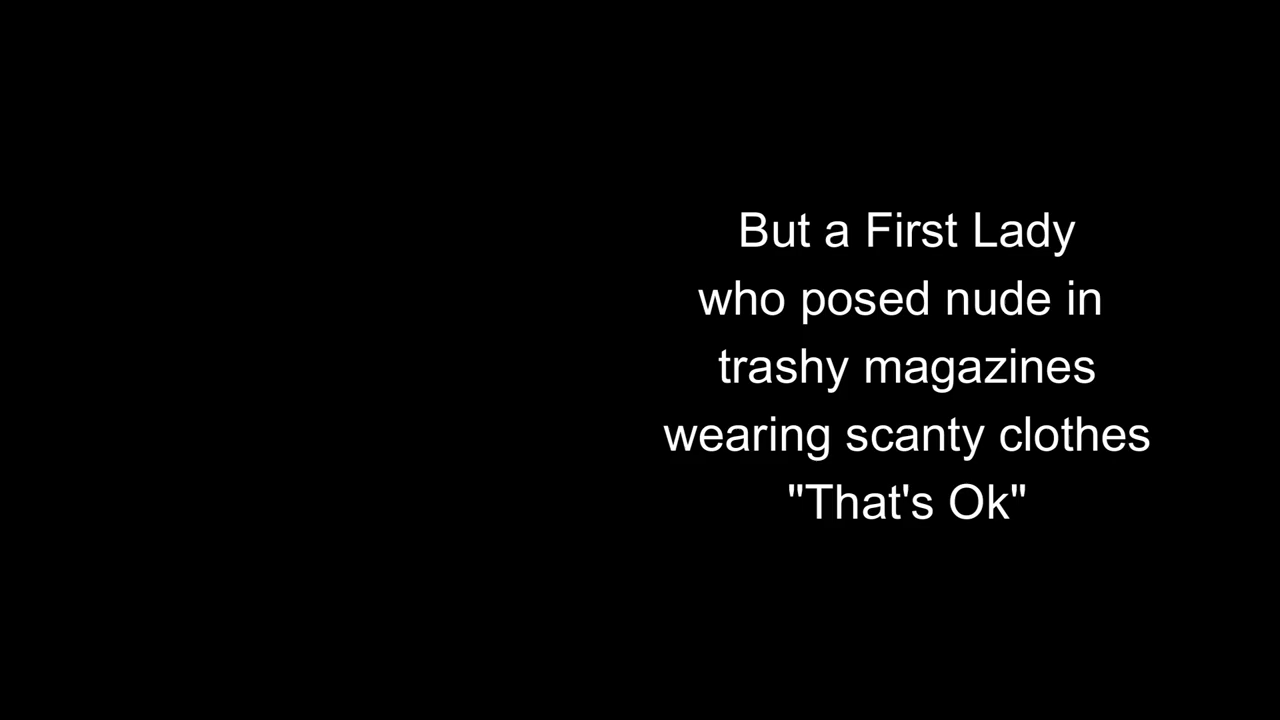 But a First Lady
who posed nude in
trashy magazines
wearing scanty clothes
"That's Ok"